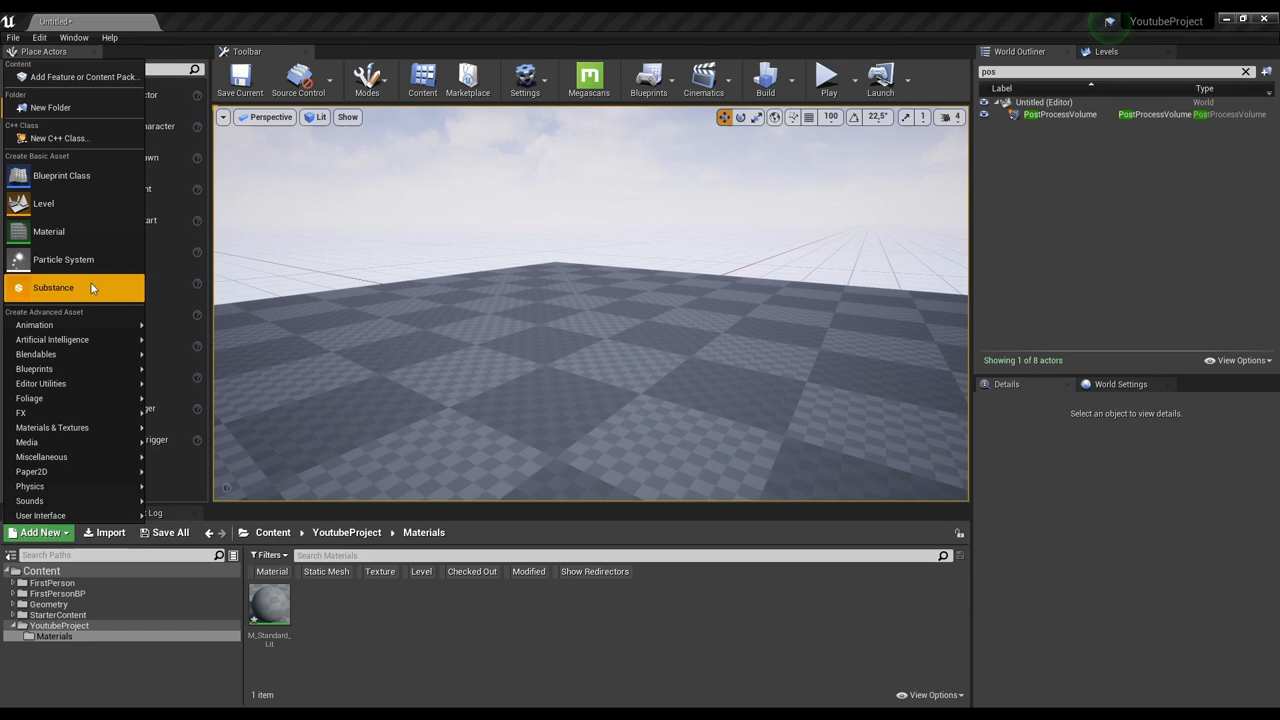 Untitled*
YoutubeProject
File Edit Window Help
Place Actors
Toolbar
World Outliner
Levels
Content
Add Feature or Content Pack...
Folder
New Folder
C++ Class
New C++ Class...
Create Basic Asset
Blueprint Class
Level
Material
Particle System
Substance
Create Advanced Asset
Animation
Artificial Intelligence
Blendables
Blueprints
Editor Utilities
Foliage
FX
Materials & Textures
Media
Miscellaneous
Paper2D
Physics
Sounds
User Interface
Save Current
Source Control
Modes
Content
Marketplace
Settings
Megascans
Blueprints
Cinematics
Build
Play
Launch
Perspective Lit Show
100 22,5° 1 4
pos
Label Type
Untitled (Editor) World
PostProcessVolume PostProcessVolume PostProcessVolume
Showing 1 of 8 actors View Options
Details World Settings
Select an object to view details.
t Log
Add New Import Save All Content YoutubeProject Materials
Search Paths
Filters Search Materials
Material Static Mesh Texture Level Checked Out Modified Show Redirectors
Content
FirstPerson
FirstPersonBP
Geometry
StarterContent
YoutubeProject
Materials
M_Standard_
Lit
1 item View Options